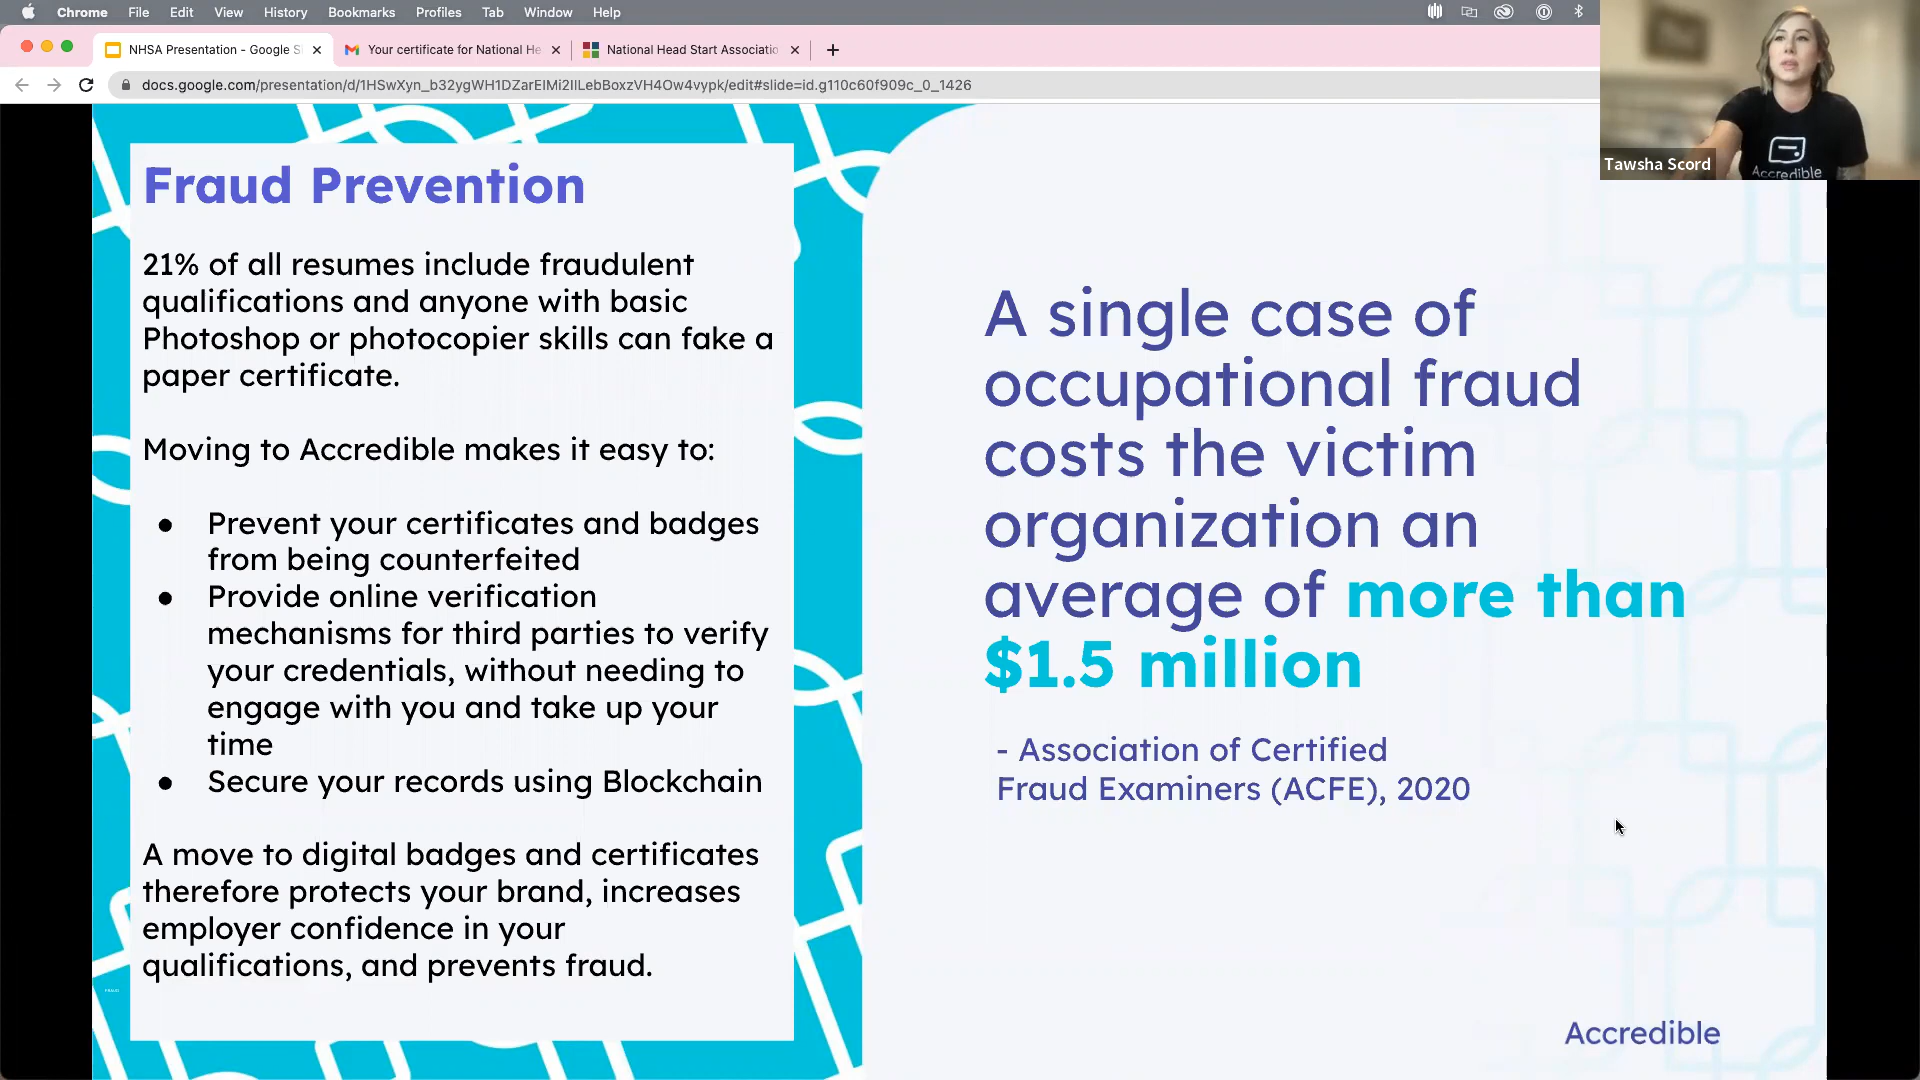 Chrome File Edit View History Bookmarks Profiles Tab Window Help
NHSA Presentation - Google S
Your certificate for National He
National Head Start Associatio
docs.google.com/presentation/d/
Tawsha Scord
Accredible
Fraud Prevention
21% of all resumes include fraudulent
qualifications and anyone with basic
Photoshop or photocopier skills can fake a
paper certificate.
Moving to Accredible makes it easy to:
● Prevent your certificates and badges
from being counterfeited
● Provide online verification
mechanisms for third parties to verify
your credentials, without needing to
engage with you and take up your
time
● Secure your records using Blockchain
A move to digital badges and certificates
therefore protects your brand, increases
employer confidence in your
qualifications, and prevents fraud.
A single case of
occupational fraud
costs the victim
organization an
average of more than
$1.5 million
- Association of Certified
Fraud Examiners (ACFE), 2020
Accredible